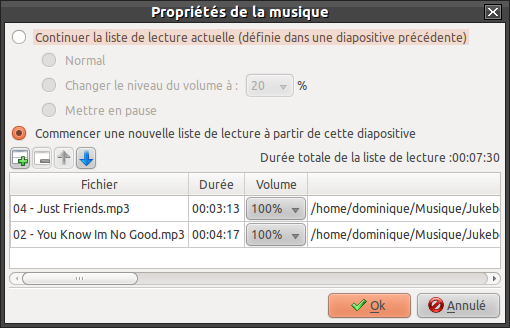 Propriétés de la musique
Continuer la liste de lecture actuelle (définie dans une diapositive précédente)
Normal
Changer le niveau du volume à : 20 %
Mettre en pause
Commencer une nouvelle liste de lecture à partir de cette diapositive
Durée totale de la liste de lecture :00:07:30
Fichier Durée Volume
04 - Just Friends.mp3 00:03:13 100% /home/dominique/Musique/Jukeb
02 - You Know Im No Good.mp3 00:04:17 100% /home/dominique/Musique/Jukeb
Ok Annulé